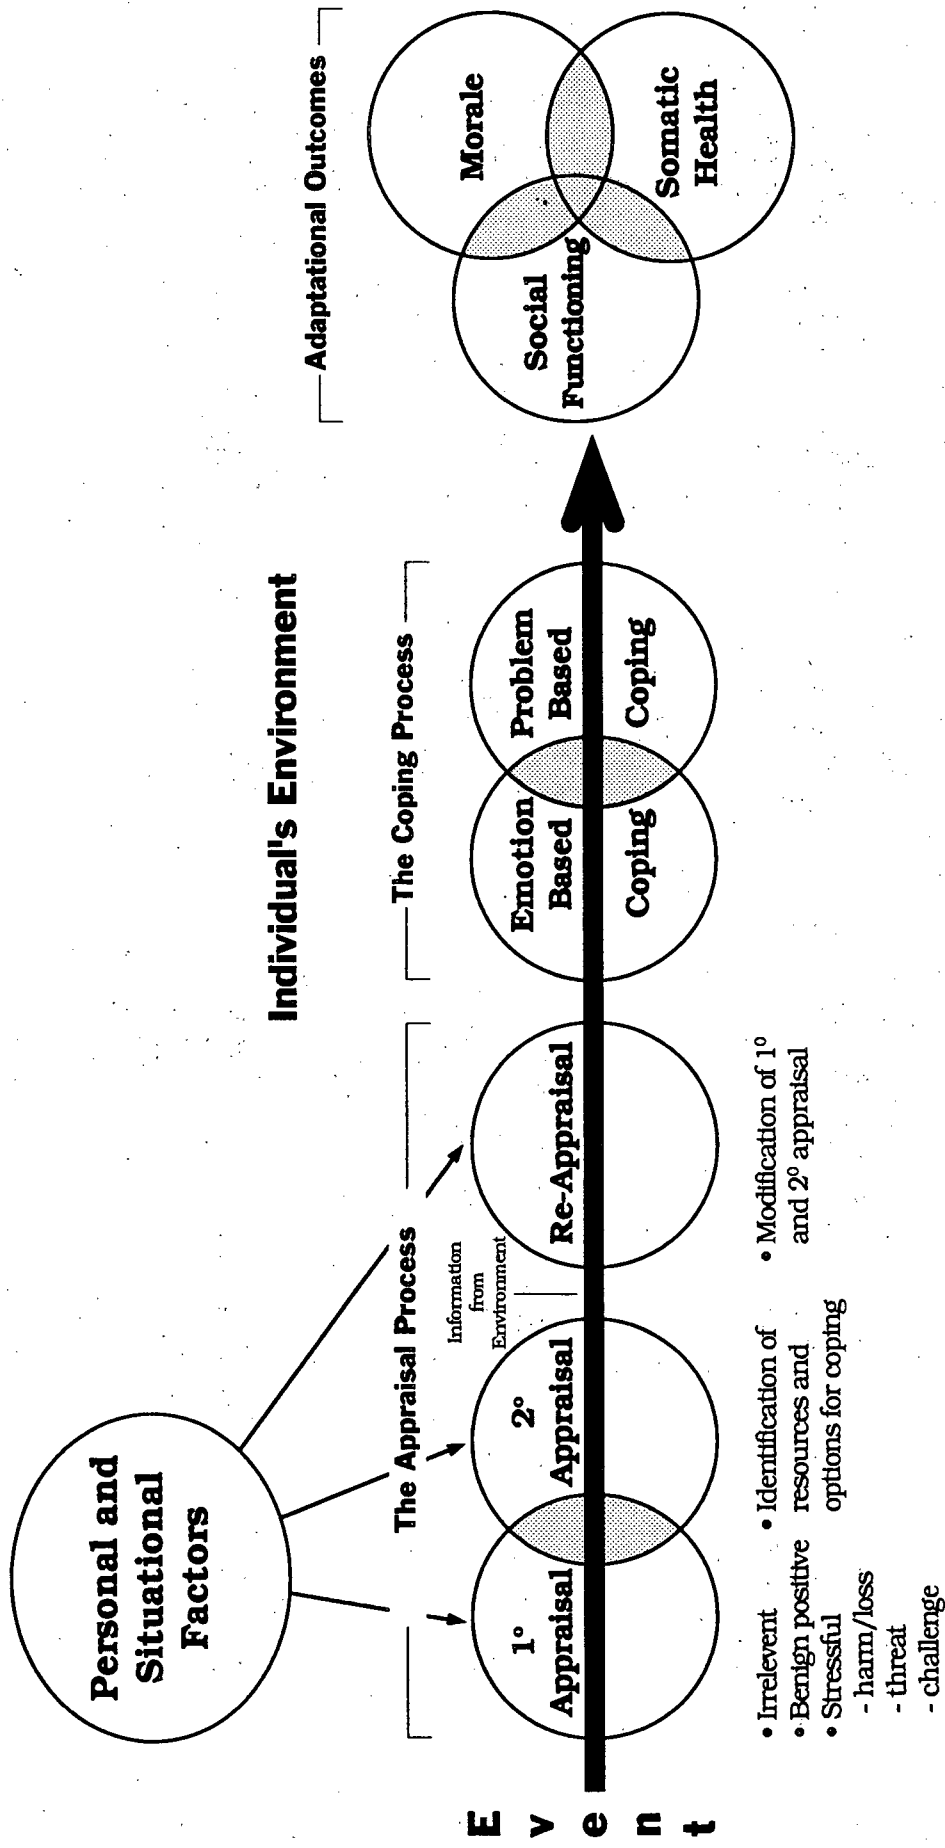 Personal and
Situational
Factors
Individual's Environment
The Appraisal Process
The Coping Process
Adaptational Outcomes
Event
1°
Appraisal
2°
Appraisal
Information
from
Environment
Re-Appraisal
Emotion
Based
Coping
Problem
Based
Coping
Social
Functioning
Morale
Somatic
Health
• Irrelevent
• Benign positive
• Stressful
- harm/loss
- threat
- challenge
• Identification of
resources and
options for coping
• Modification of 1°
and 2° appraisal